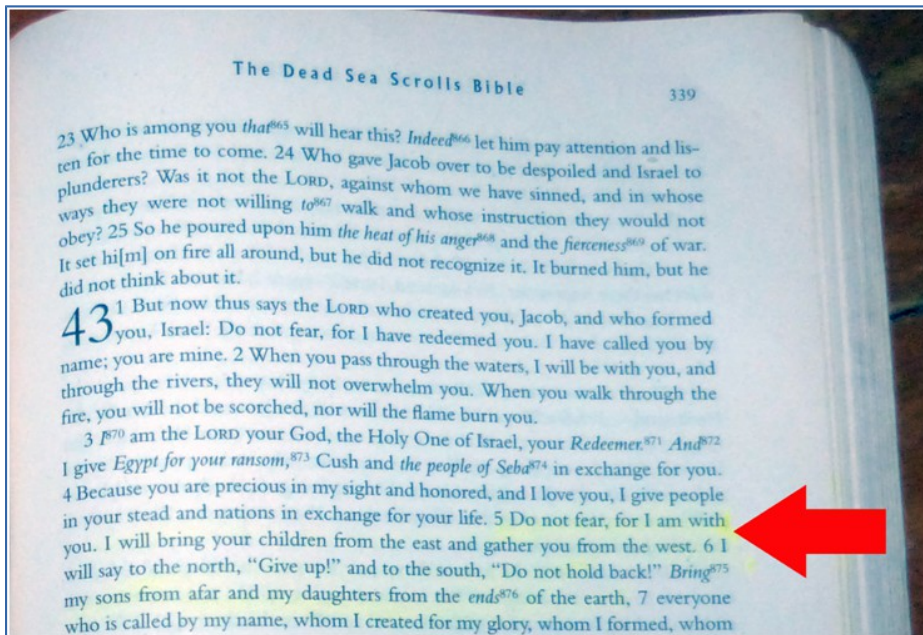 The Dead Sea Scrolls Bible 339
23 Who is among you that⁸⁶⁵ will hear this? Indeed⁸⁶⁶ let him pay attention and lis-
ten for the time to come. 24 Who gave Jacob over to be despoiled and Israel to
plunderers? Was it not the LORD, against whom we have sinned, and in whose
ways they were not willing to⁸⁶⁷ walk and whose instruction they would not
obey? 25 So he poured upon him the heat of his anger⁸⁶⁸ and the fierceness⁸⁶⁹ of war.
It set hi[m] on fire all around, but he did not recognize it. It burned him, but he
did not think about it.
43 1 But now thus says the LORD who created you, Jacob, and who formed
you, Israel: Do not fear, for I have redeemed you. I have called you by
name; you are mine. 2 When you pass through the waters, I will be with you, and
through the rivers, they will not overwhelm you. When you walk through the
fire, you will not be scorched, nor will the flame burn you.
3 I⁸⁷⁰ am the LORD your God, the Holy One of Israel, your Redeemer.⁸⁷¹ And⁸⁷²
I give Egypt for your ransom,⁸⁷³ Cush and the people of Seba⁸⁷⁴ in exchange for you.
4 Because you are precious in my sight and honored, and I love you, I give people
in your stead and nations in exchange for your life. 5 Do not fear, for I am with
you. I will bring your children from the east and gather you from the west. 6 I
will say to the north, “Give up!” and to the south, “Do not hold back!” Bring⁸⁷⁵
my sons from afar and my daughters from the ends⁸⁷⁶ of the earth, 7 everyone
who is called by my name, whom I created for my glory, whom I formed, whom